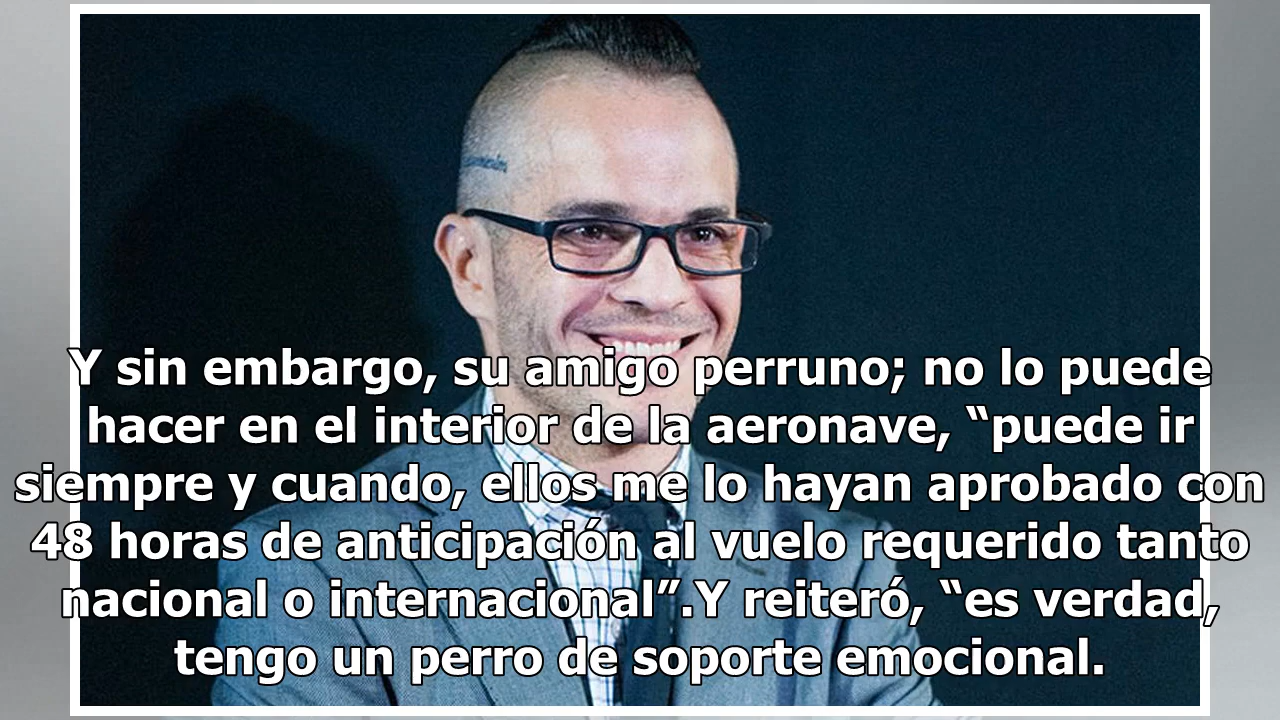 Y sin embargo, su amigo perruno; no lo puede
hacer en el interior de la aeronave, “puede ir
siempre y cuando, ellos me lo hayan aprobado con
48 horas de anticipación al vuelo requerido tanto
nacional o internacional”.Y reiteró, “es verdad,
tengo un perro de soporte emocional.